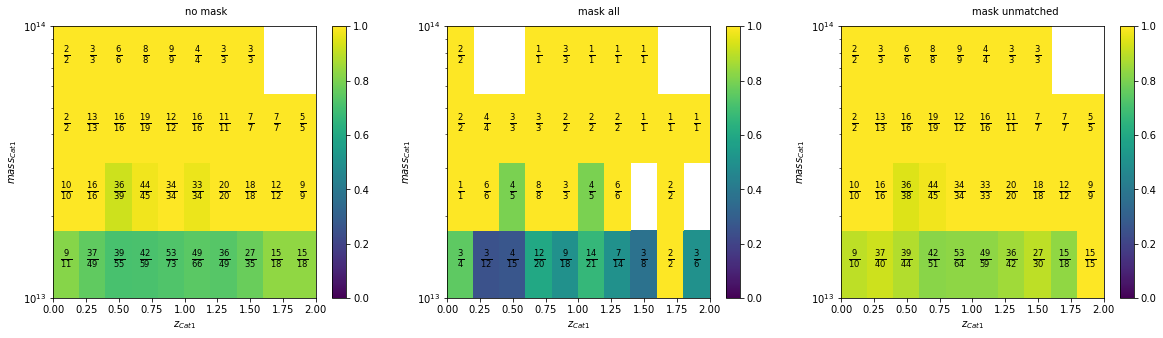 no mask
10^14
2/2 3/3 6/6 8/8 9/9 4/4 3/3 3/3
2/2 13/13 16/16 19/19 12/12 16/16 11/11 7/7 7/7 5/5
10/10 16/16 36/39 44/45 34/34 33/34 20/20 18/18 12/12 9/9
9/11 37/49 39/55 42/59 53/73 49/66 36/49 27/35 15/18 15/18
10^13
mass_Cat1
0.00 0.25 0.50 0.75 1.00 1.25 1.50 1.75 2.00
z_Cat1
1.0
0.8
0.6
0.4
0.2
0.0
mask all
10^14
2/2 1/1 3/3 1/1 1/1 1/1
2/2 4/4 3/3 3/3 2/2 2/2 2/2 1/1 1/1 1/1
1/1 6/6 4/5 8/8 3/3 4/5 6/6 2/2
3/4 3/12 4/15 12/20 9/18 14/21 7/14 3/8 2/2 3/6
10^13
mass_Cat1
0.00 0.25 0.50 0.75 1.00 1.25 1.50 1.75 2.00
z_Cat1
1.0
0.8
0.6
0.4
0.2
0.0
mask unmatched
10^14
2/2 3/3 6/6 8/8 9/9 4/4 3/3 3/3
2/2 13/13 16/16 19/19 12/12 16/16 11/11 7/7 7/7 5/5
10/10 16/16 36/38 44/45 34/34 33/33 20/20 18/18 12/12 9/9
9/10 37/40 39/44 42/51 53/64 49/59 36/42 27/30 15/18 15/15
10^13
mass_Cat1
0.00 0.25 0.50 0.75 1.00 1.25 1.50 1.75 2.00
z_Cat1
1.0
0.8
0.6
0.4
0.2
0.0